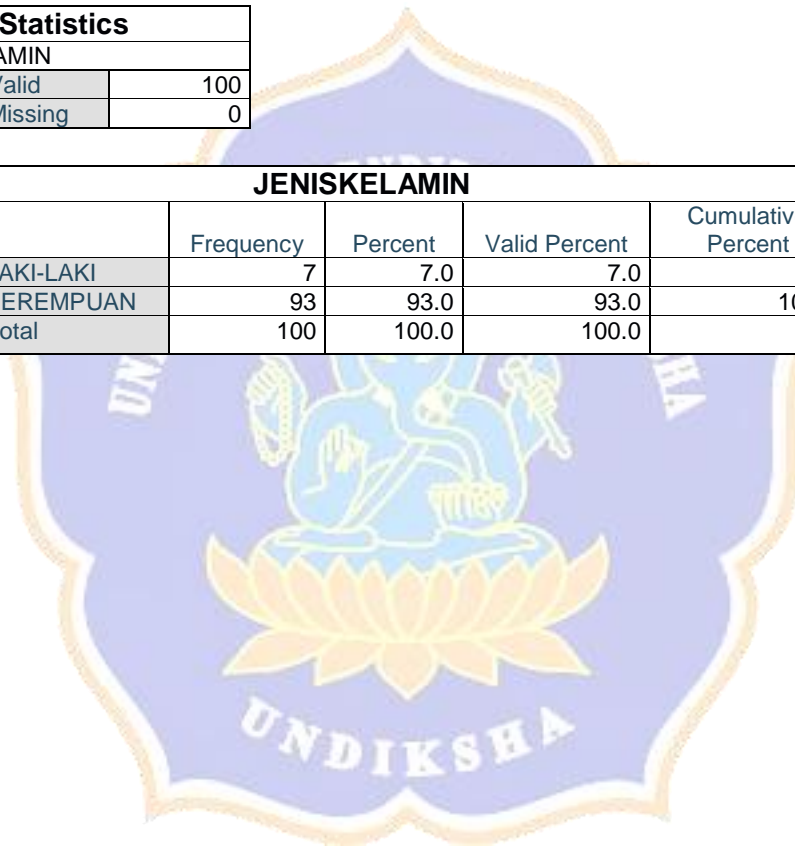 Statistics
AMIN
Valid 100
Missing 0
JENISKELAMIN
Frequency Percent Valid Percent Cumulativ
Percent
AKI-LAKI 7 7.0 7.0
EREMPUAN 93 93.0 93.0 10
otal 100 100.0 100.0
UNDIKSHA